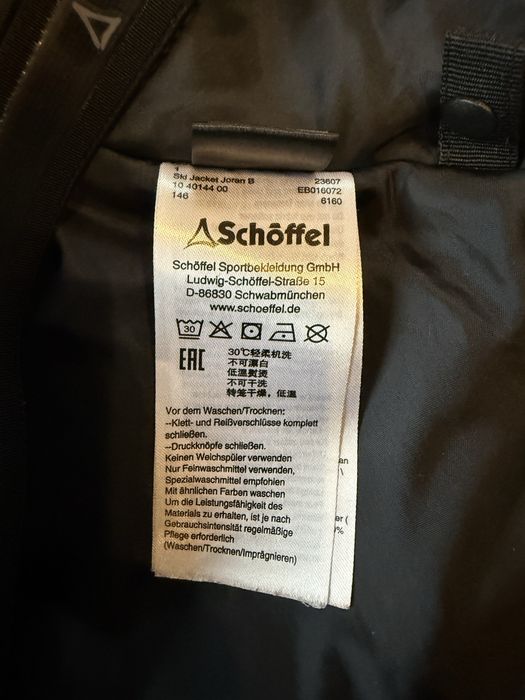 1
Ski Jacket Joran B 23607
10 40144 00 EB016072
146 6160
Schöffel
Schöffel Sportbekleidung GmbH
Ludwig-Schöffel-Straße 15
D-86830 Schwabmünchen
www.schoeffel.de
30
EAC
30℃轻柔机洗
不可漂白
低温熨烫
不可干洗
转笼干燥，低温
Vor dem Waschen/Trocknen:
--Klett- und Reißverschlüsse komplett
schließen.
--Druckknöpfe schließen.
Keinen Weichspüler verwenden
Nur Feinwaschmittel verwenden,
Spezialwaschmittel empfohlen
Mit ähnlichen Farben waschen
Um die Leistungsfähigkeit des
Materials zu erhalten, ist je nach
Gebrauchsintensität regelmäßige
Pflege erforderlich
(Waschen/Trocknen/Imprägnieren)